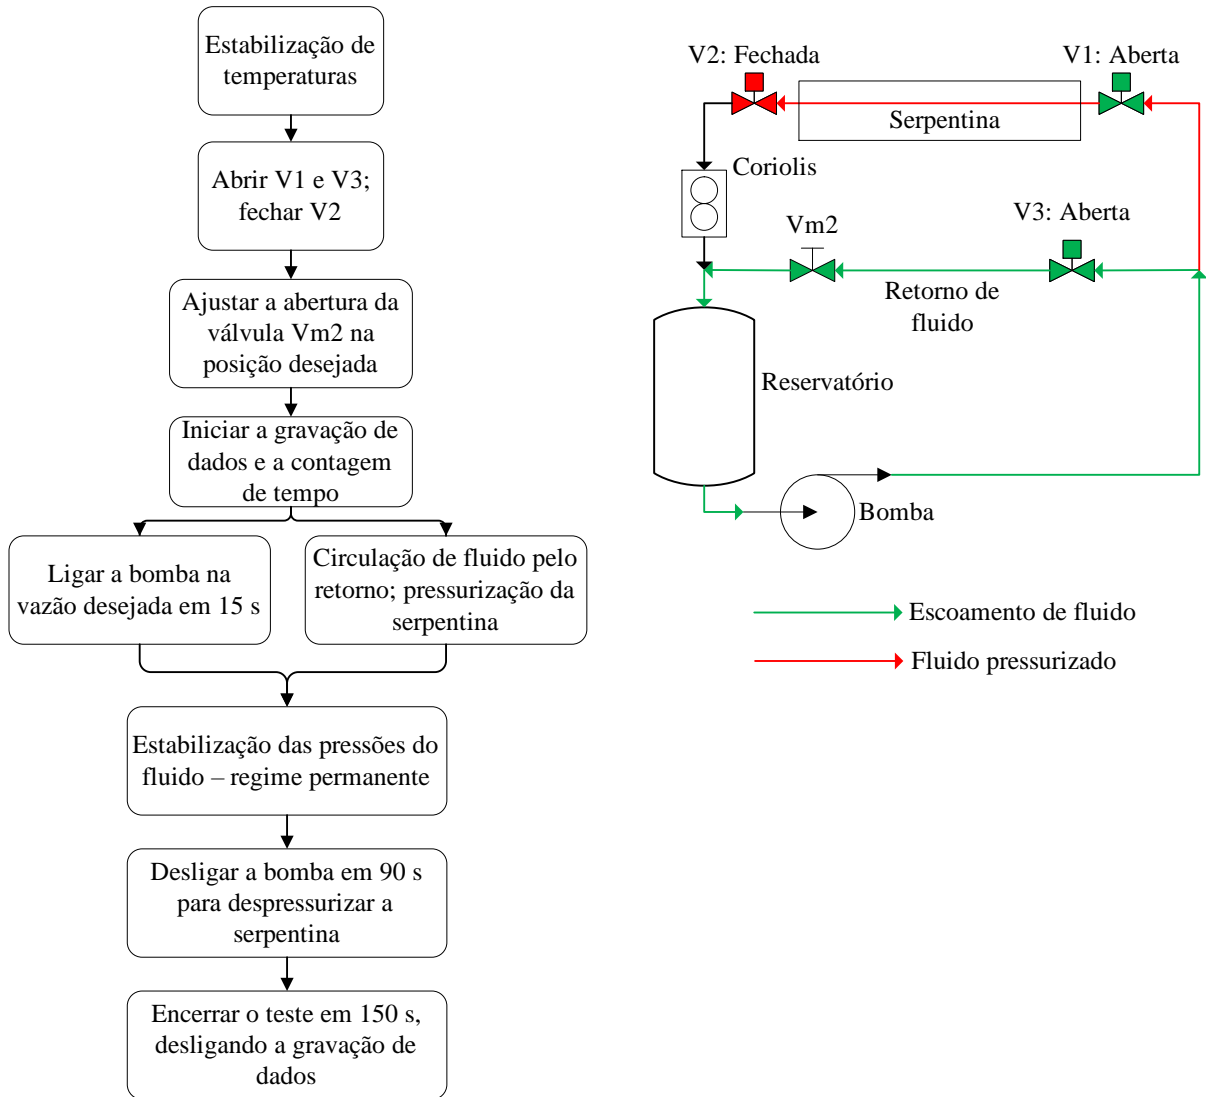 Estabilização de
temperaturas
Abrir V1 e V3;
fechar V2
Ajustar a abertura da
válvula Vm2 na
posição desejada
Iniciar a gravação de
dados e a contagem
de tempo
Ligar a bomba na
vazão desejada em 15 s
Circulação de fluido pelo
retorno; pressurização da
serpentina
Estabilização das pressões do
fluido – regime permanente
Desligar a bomba em 90 s
para despressurizar a
serpentina
Encerrar o teste em 150 s,
desligando a gravação de
dados
V2: Fechada
V1: Aberta
Serpentina
Coriolis
Vm2
V3: Aberta
Retorno de
fluido
Reservatório
Bomba
Escoamento de fluido
Fluido pressurizado